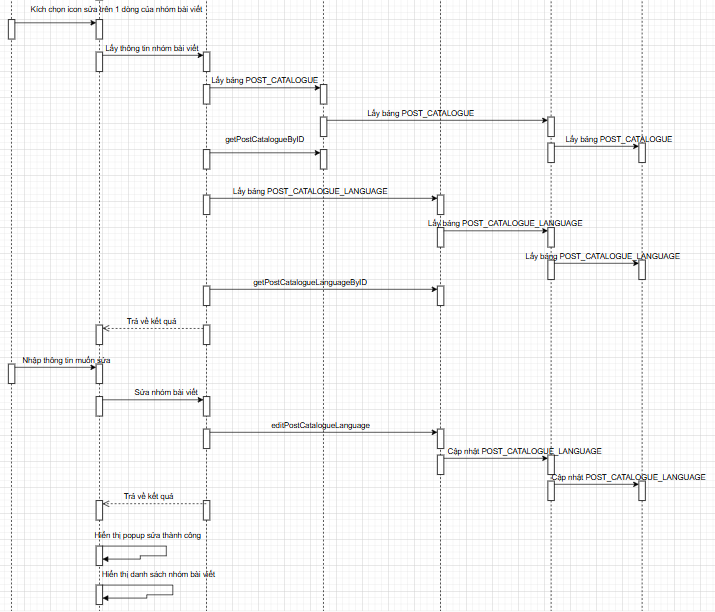 Kích chọn icon sửa trên 1 dòng của nhóm bài viết
Lấy thông tin nhóm bài viết
Lấy bảng POST_CATALOGUE
Lấy bảng POST_CATALOGUE
Lấy bảng POST_CATALOGUE
getPostCatalogueByID
Lấy bảng POST_CATALOGUE_LANGUAGE
Lấy bảng POST_CATALOGUE_LANGUAGE
Lấy bảng POST_CATALOGUE_LANGUAGE
getPostCatalogueLanguageByID
Trả về kết quả
Nhập thông tin muốn sửa
Sửa nhóm bài viết
editPostCatalogueLanguage
Cập nhật POST_CATALOGUE_LANGUAGE
Cập nhật POST_CATALOGUE_LANGUAGE
Trả về kết quả
Hiển thị popup sửa thành công
Hiển thị danh sách nhóm bài viết